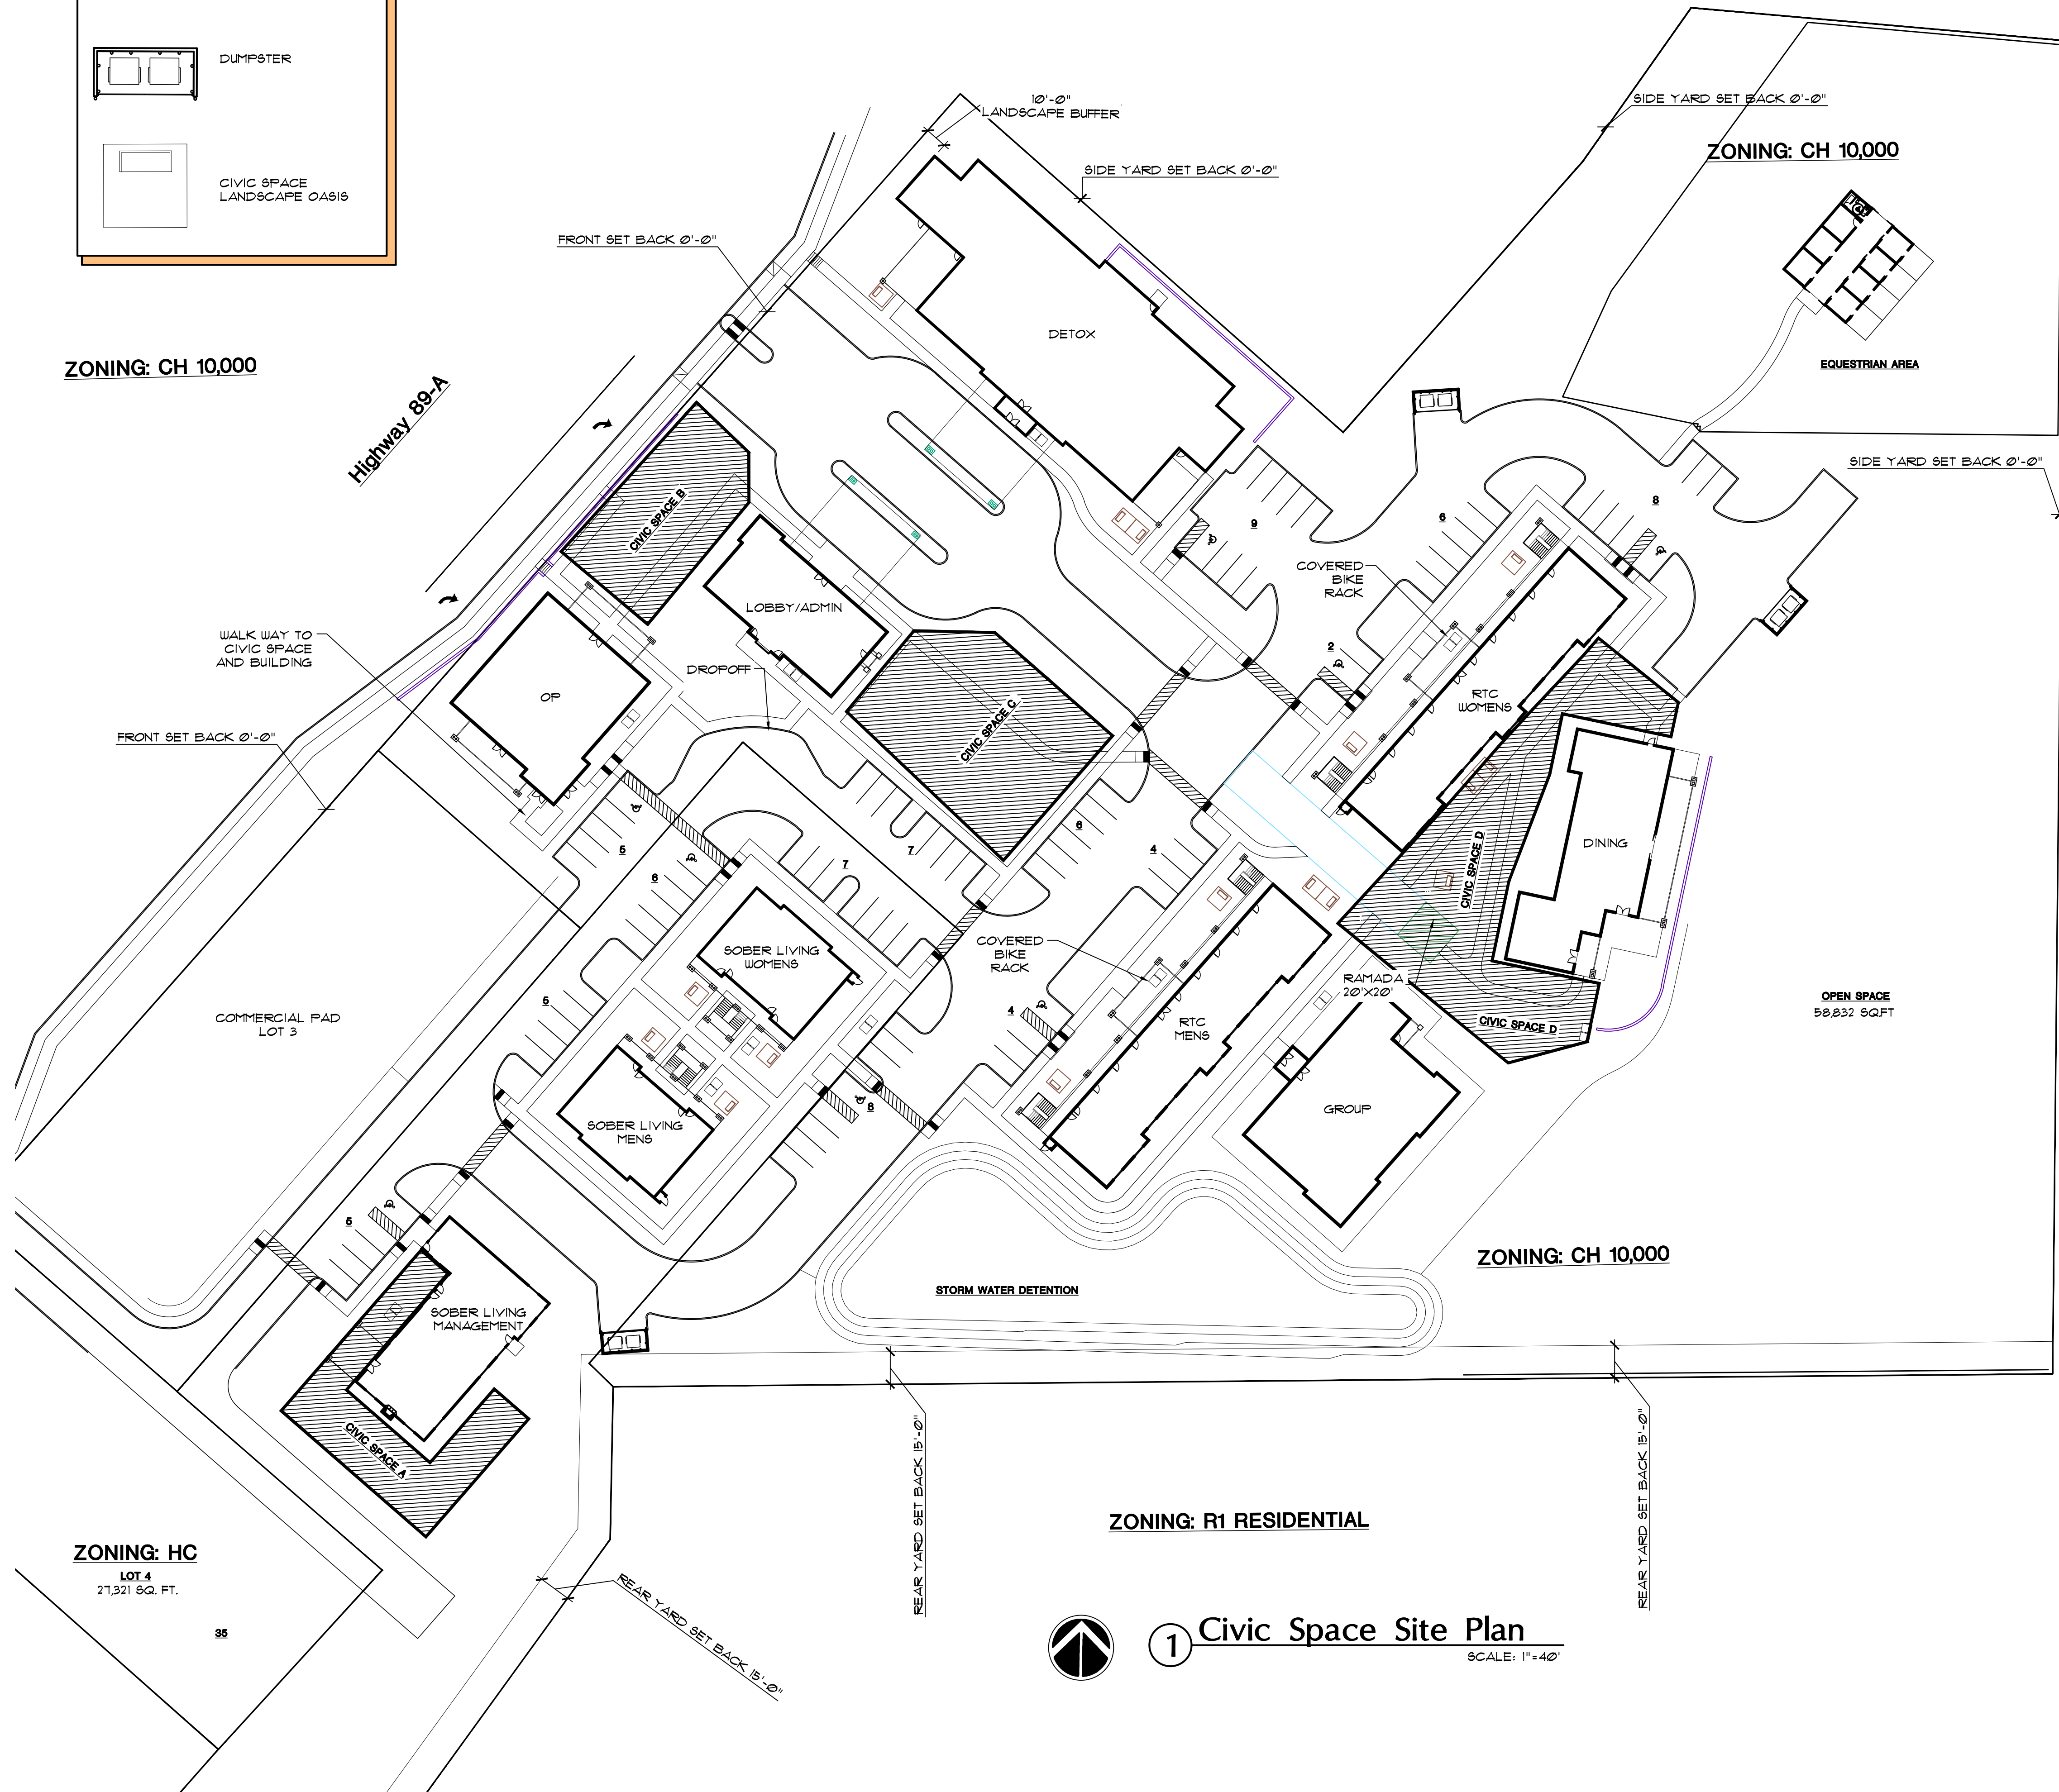 DUMPSTER
CIVIC SPACE
LANDSCAPE OASIS
10'-0"
LANDSCAPE BUFFER
SIDE YARD SET BACK 0'-0"
SIDE YARD SET BACK 0'-0"
ZONING: CH 10,000
FRONT SET BACK 0'-0"
DETOX
EQUESTRIAN AREA
ZONING: CH 10,000
Highway 89-A
SIDE YARD SET BACK 0'-0"
CIVIC SPACE B
9
6
8
COVERED
BIKE
RACK
LOBBY/ADMIN
WALK WAY TO
CIVIC SPACE
AND BUILDING
DROPOFF
2
OP
RTC
WOMENS
CIVIC SPACE C
FRONT SET BACK 0'-0"
5
6
7
7
6
4
DINING
CIVIC SPACE D
SOBER LIVING
WOMENS
COVERED
BIKE
RACK
RAMADA
20'X20'
OPEN SPACE
58,832 SQ.FT
5
4
COMMERCIAL PAD
LOT 3
RTC
MENS
CIVIC SPACE D
SOBER LIVING
MENS
8
GROUP
5
ZONING: CH 10,000
STORM WATER DETENTION
SOBER LIVING
MANAGEMENT
CIVIC SPACE A
REAR YARD SET BACK 15'-0"
REAR YARD SET BACK 15'-0"
ZONING: R1 RESIDENTIAL
ZONING: HC
LOT 4
27,321 SQ. FT.
35
REAR YARD SET BACK 15'-0"
1
Civic Space Site Plan
SCALE: 1"=40'